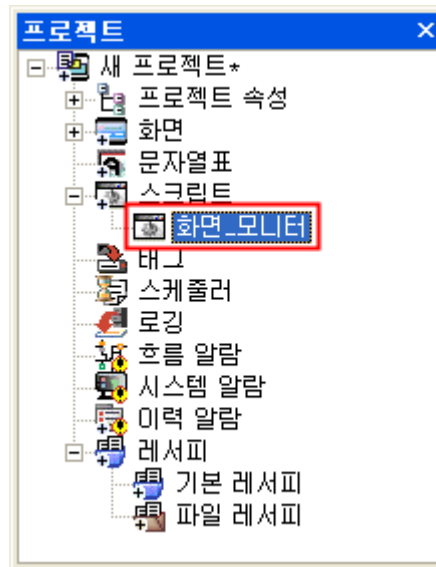 프로젝트
새 프로젝트*
프로젝트 속성
화면
문자열표
스크립트
화면_모니터
태그
스케줄러
로깅
흐름 알람
시스템 알람
이력 알람
레서피
기본 레서피
파일 레서피